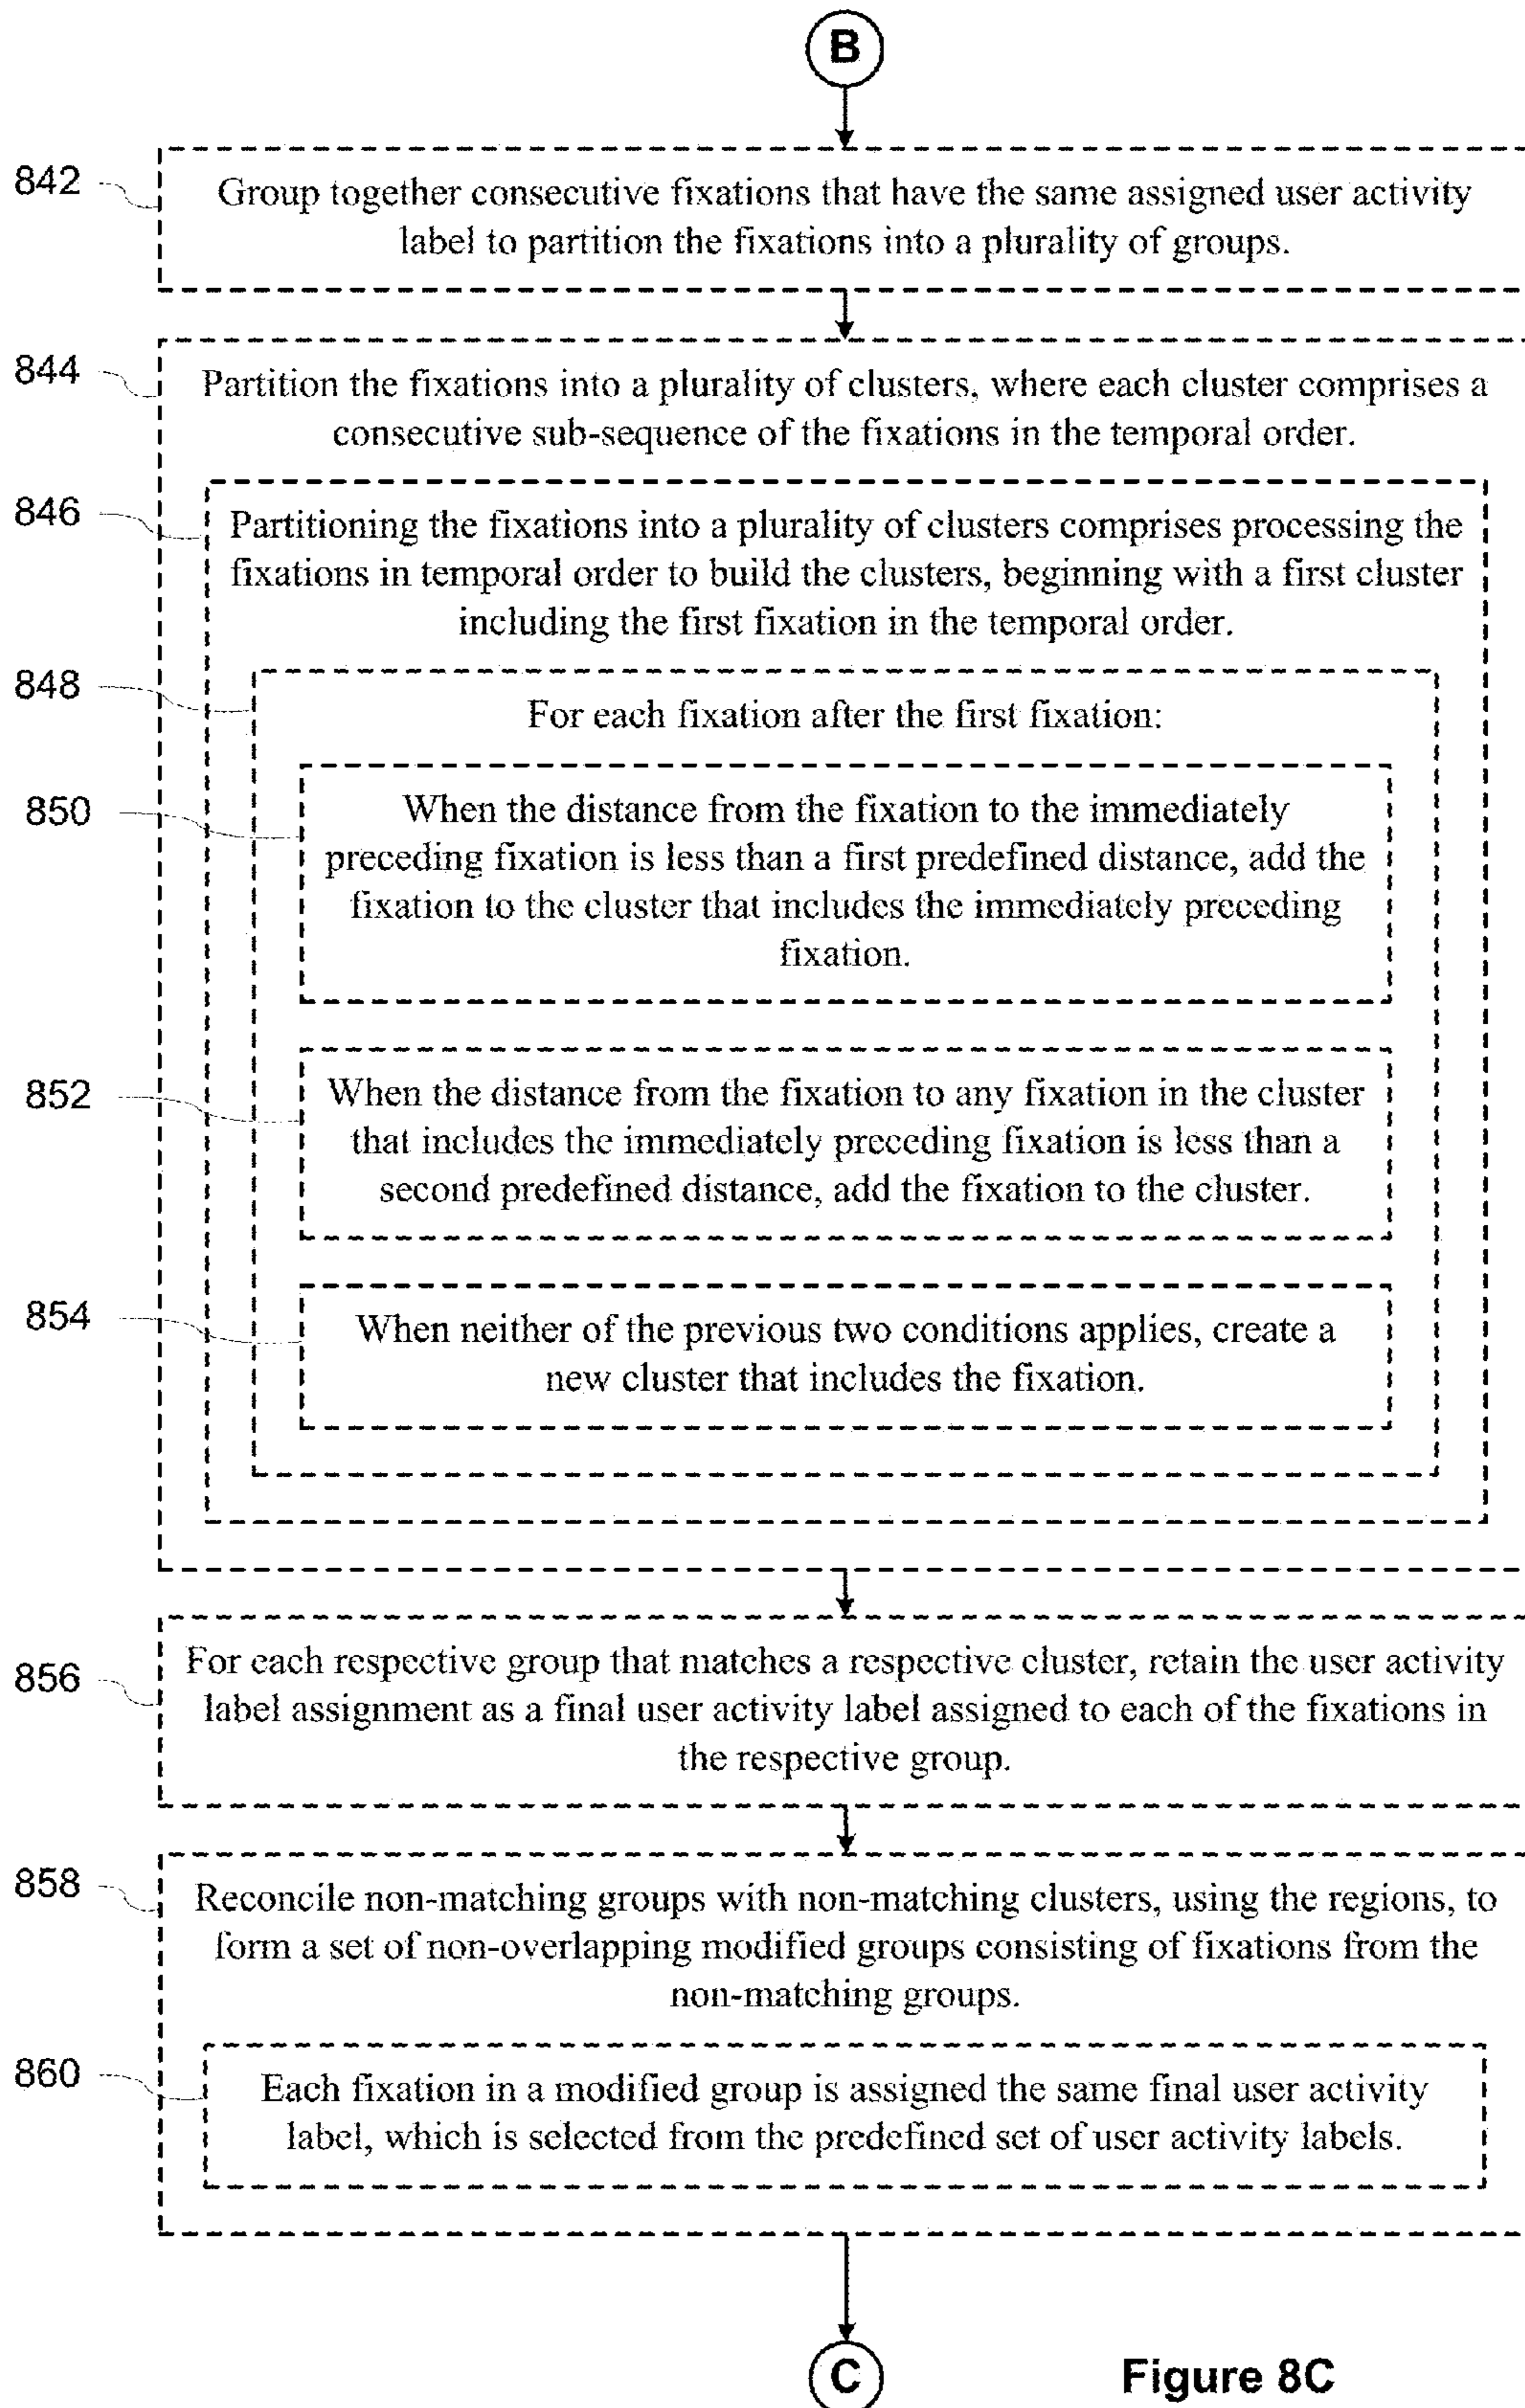 B
842
Group together consecutive fixations that have the same assigned user activity
label to partition the fixations into a plurality of groups.
844
Partition the fixations into a plurality of clusters, where each cluster comprises a
consecutive sub-sequence of the fixations in the temporal order.
846
Partitioning the fixations into a plurality of clusters comprises processing the
fixations in temporal order to build the clusters, beginning with a first cluster
including the first fixation in the temporal order.
848
For each fixation after the first fixation:
850
When the distance from the fixation to the immediately
preceding fixation is less than a first predefined distance, add the
fixation to the cluster that includes the immediately preceding
fixation.
852
When the distance from the fixation to any fixation in the cluster
that includes the immediately preceding fixation is less than a
second predefined distance, add the fixation to the cluster.
854
When neither of the previous two conditions applies, create a
new cluster that includes the fixation.
856
For each respective group that matches a respective cluster, retain the user activity
label assignment as a final user activity label assigned to each of the fixations in
the respective group.
858
Reconcile non-matching groups with non-matching clusters, using the regions, to
form a set of non-overlapping modified groups consisting of fixations from the
non-matching groups.
860
Each fixation in a modified group is assigned the same final user activity
label, which is selected from the predefined set of user activity labels.
C
Figure 8C